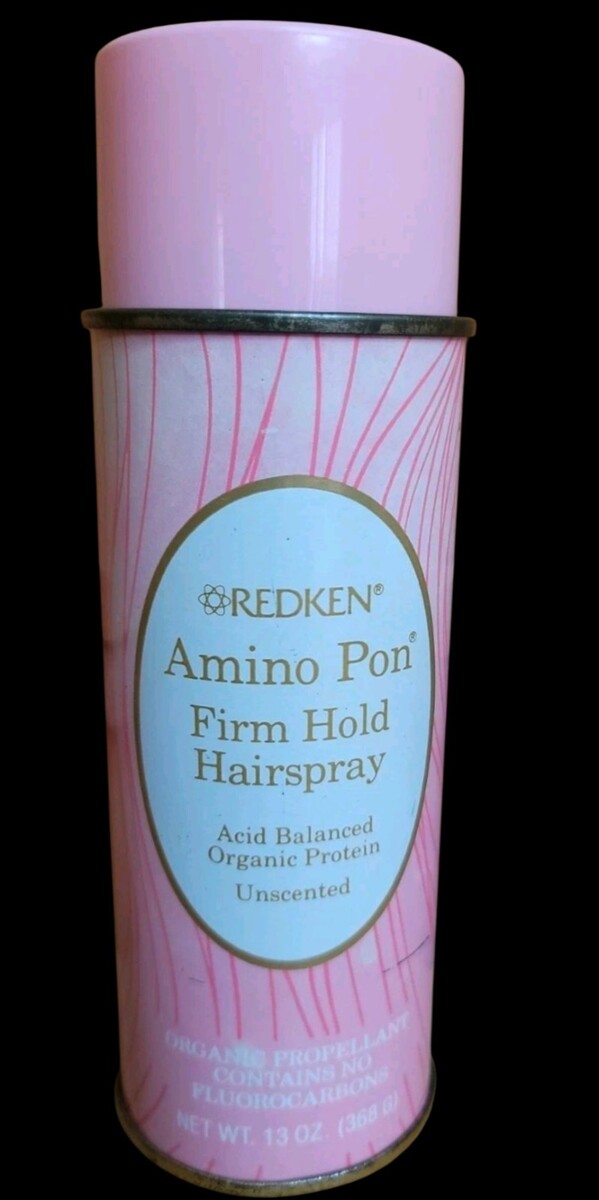 REDKEN®
Amino Pon®
Firm Hold
Hairspray
Acid Balanced
Organic Protein
Unscented
ORGANIC PROPELLANT
CONTAINS NO
FLUOROCARBONS
NET WT. 13 OZ. (368 G)